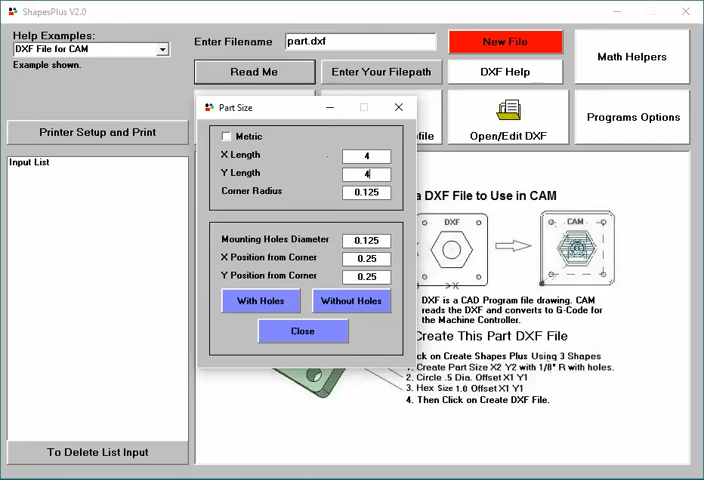 ShapesPlus V2.0
Help Examples:
DXF File for CAM
Example shown.
Enter Filename
part.dxf
New File
Math Helpers
Read Me
Enter Your Filepath
DXF Help
Printer Setup and Print
Open/Edit DXF
Programs Options
Input List
To Delete List Input
Part Size
Metric
X Length
4
Y Length
4
Corner Radius
0.125
Mounting Holes Diameter
0.125
X Position from Corner
0.25
Y Position from Corner
0.25
With Holes
Without Holes
Close
a DXF File to Use in CAM
DXF
CAM
X
DXF is a CAD Program file drawing. CAM
reads the DXF and converts to G-Code for
the Machine Controller.
Create This Part DXF File
on Create Shapes Plus Using 3 Shapes
1. Create Part Size X2 Y2 with 1/8" R with holes.
2. Circle .5 Dia. Offset X1 Y1
3. Hex Size 1.0 Offset X1 Y1
4. Then Click on Create DXF File.